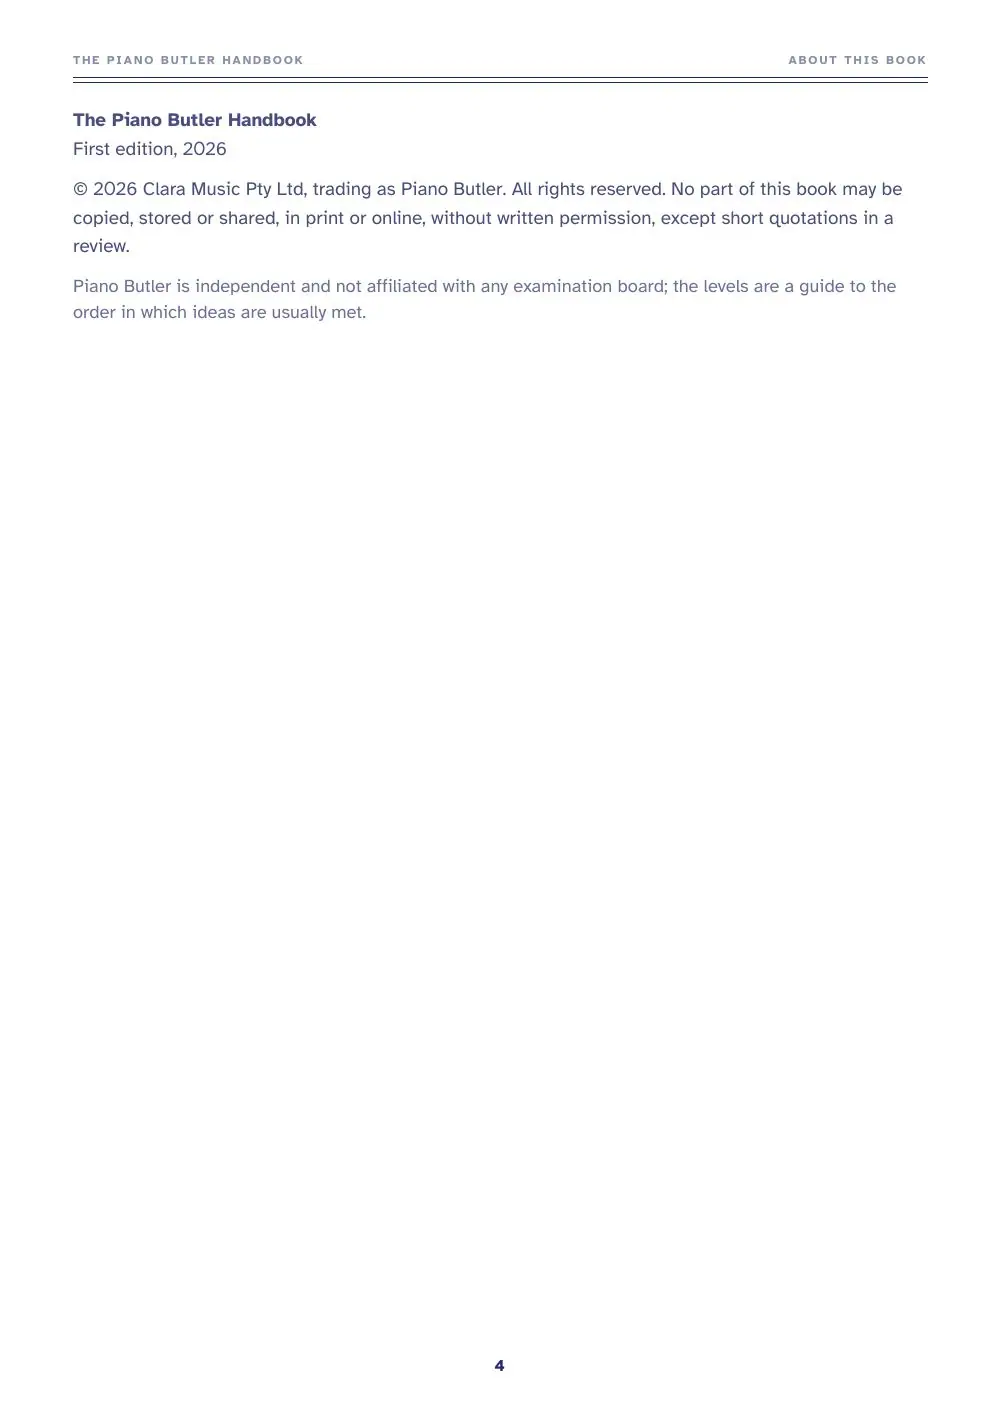 THE PIANO BUTLER HANDBOOK
ABOUT THIS BOOK
The Piano Butler Handbook
First edition, 2026
© 2026 Clara Music Pty Ltd, trading as Piano Butler. All rights reserved. No part of this book may be
copied, stored or shared, in print or online, without written permission, except short quotations in a
review.
Piano Butler is independent and not affiliated with any examination board; the levels are a guide to the
order in which ideas are usually met.
4